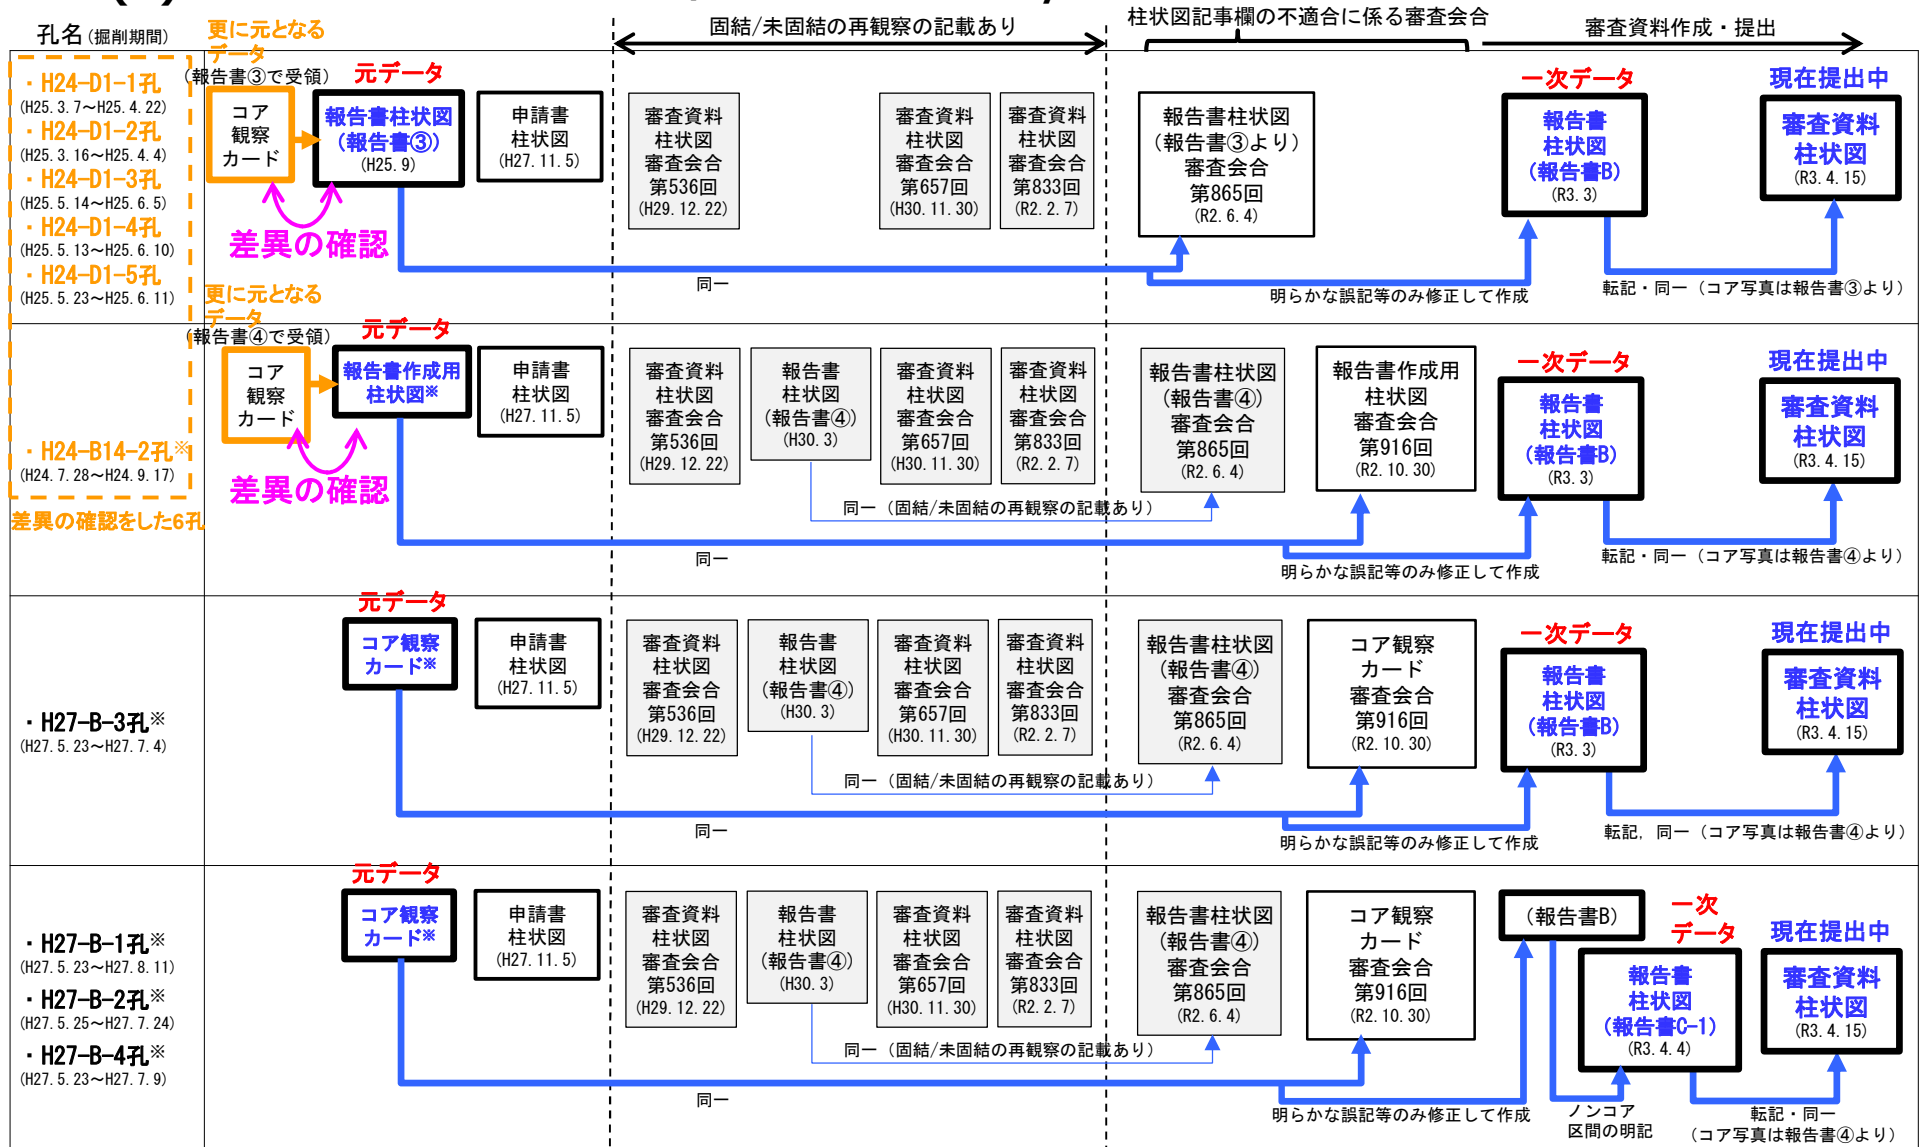 孔名(掘削期間)
固結/未固結の再観察の記載あり
柱状図記事欄の不適合に係る審査会合
審査資料作成・提出
・H24-D1-1孔
(H25.3.7～H25.4.22)
・H24-D1-2孔
(H25.3.16～H25.4.4)
・H24-D1-3孔
(H25.5.14～H25.6.5)
・H24-D1-4孔
(H25.5.13～H25.6.10)
・H24-D1-5孔
(H25.5.23～H25.6.11)
更に元となる
データ
(報告書③で受領)
コア
観察
カード
元データ
報告書柱状図
(報告書③)
(H25.9)
差異の確認
申請書
柱状図
(H27.11.5)
審査資料
柱状図
審査会合
第536回
(H29.12.22)
審査資料
柱状図
審査会合
第657回
(H30.11.30)
審査資料
柱状図
審査会合
第833回
(R2.2.7)
報告書柱状図
(報告書③より)
審査会合
第865回
(R2.6.4)
一次データ
報告書
柱状図
(報告書B)
(R3.3)
現在提出中
審査資料
柱状図
(R3.4.15)
同一
明らかな誤記等のみ修正して作成
転記・同一（コア写真は報告書③より）
・H24-B14-2孔※
(H24.7.28～H24.9.17)
差異の確認をした6孔
更に元となる
データ
(報告書④で受領)
コア
観察
カード
元データ
報告書作成用
柱状図※
差異の確認
申請書
柱状図
(H27.11.5)
審査資料
柱状図
審査会合
第536回
(H29.12.22)
報告書
柱状図
(報告書④)
(H30.3)
審査資料
柱状図
審査会合
第657回
(H30.11.30)
審査資料
柱状図
審査会合
第833回
(R2.2.7)
報告書柱状図
(報告書④)
審査会合
第865回
(R2.6.4)
報告書作成用
柱状図
審査会合
第916回
(R2.10.30)
一次データ
報告書
柱状図
(報告書B)
(R3.3)
現在提出中
審査資料
柱状図
(R3.4.15)
同一（固結/未固結の再観察の記載あり）
同一
明らかな誤記等のみ修正して作成
転記・同一（コア写真は報告書④より）
・H27-B-3孔※
(H27.5.23～H27.7.4)
元データ
コア観察
カード※
申請書
柱状図
(H27.11.5)
審査資料
柱状図
審査会合
第536回
(H29.12.22)
報告書
柱状図
(報告書④)
(H30.3)
審査資料
柱状図
審査会合
第657回
(H30.11.30)
審査資料
柱状図
審査会合
第833回
(R2.2.7)
報告書柱状図
(報告書④)
審査会合
第865回
(R2.6.4)
コア観察
カード
審査会合
第916回
(R2.10.30)
一次データ
報告書
柱状図
(報告書B)
(R3.3)
現在提出中
審査資料
柱状図
(R3.4.15)
同一（固結/未固結の再観察の記載あり）
同一
明らかな誤記等のみ修正して作成
転記，同一（コア写真は報告書④より）
・H27-B-1孔※
(H27.5.23～H27.8.11)
・H27-B-2孔※
(H27.5.25～H27.7.24)
・H27-B-4孔※
(H27.5.23～H27.7.9)
元データ
コア観察
カード※
申請書
柱状図
(H27.11.5)
審査資料
柱状図
審査会合
第536回
(H29.12.22)
報告書
柱状図
(報告書④)
(H30.3)
審査資料
柱状図
審査会合
第657回
(H30.11.30)
審査資料
柱状図
審査会合
第833回
(R2.2.7)
報告書柱状図
(報告書④)
審査会合
第865回
(R2.6.4)
コア観察
カード
審査会合
第916回
(R2.10.30)
(報告書B)
一次
データ
報告書
柱状図
(報告書C-1)
(R3.4.4)
現在提出中
審査資料
柱状図
(R3.4.15)
同一（固結/未固結の再観察の記載あり）
同一
明らかな誤記等のみ修正して作成
ノンコア
区間の明記
転記・同一
(コア写真は報告書④より)